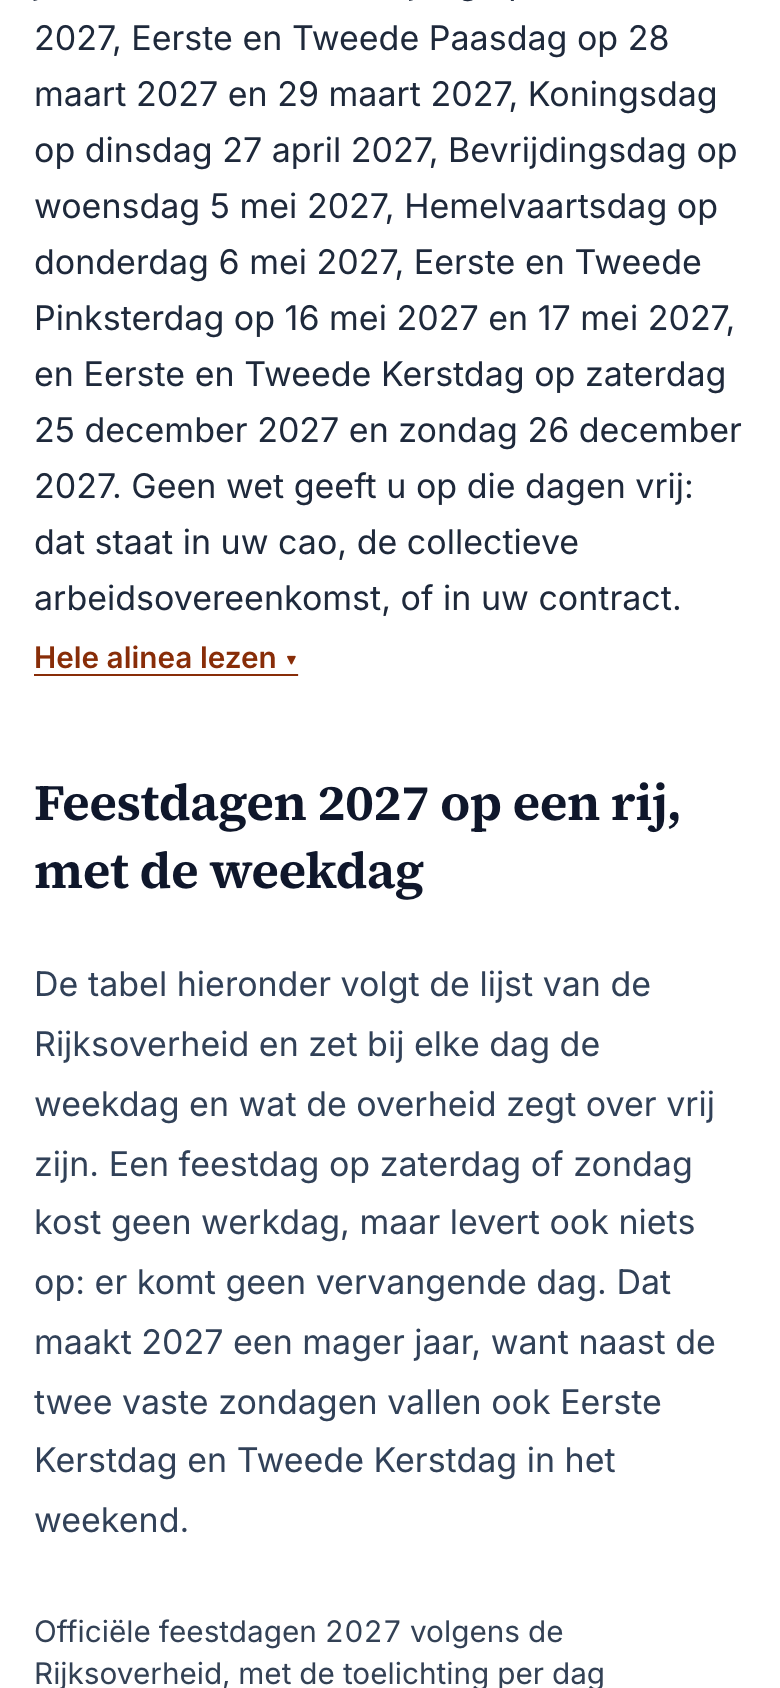 2027, Eerste en Tweede Paasdag op 28
maart 2027 en 29 maart 2027, Koningsdag
op dinsdag 27 april 2027, Bevrijdingsdag op
woensdag 5 mei 2027, Hemelvaartsdag op
donderdag 6 mei 2027, Eerste en Tweede
Pinksterdag op 16 mei 2027 en 17 mei 2027,
en Eerste en Tweede Kerstdag op zaterdag
25 december 2027 en zondag 26 december
2027. Geen wet geeft u op die dagen vrij:
dat staat in uw cao, de collectieve
arbeidsovereenkomst, of in uw contract.
Hele alinea lezen ▾
Feestdagen 2027 op een rij,
met de weekdag
De tabel hieronder volgt de lijst van de
Rijksoverheid en zet bij elke dag de
weekdag en wat de overheid zegt over vrij
zijn. Een feestdag op zaterdag of zondag
kost geen werkdag, maar levert ook niets
op: er komt geen vervangende dag. Dat
maakt 2027 een mager jaar, want naast de
twee vaste zondagen vallen ook Eerste
Kerstdag en Tweede Kerstdag in het
weekend.
Officiële feestdagen 2027 volgens de
Rijksoverheid, met de toelichting per dag